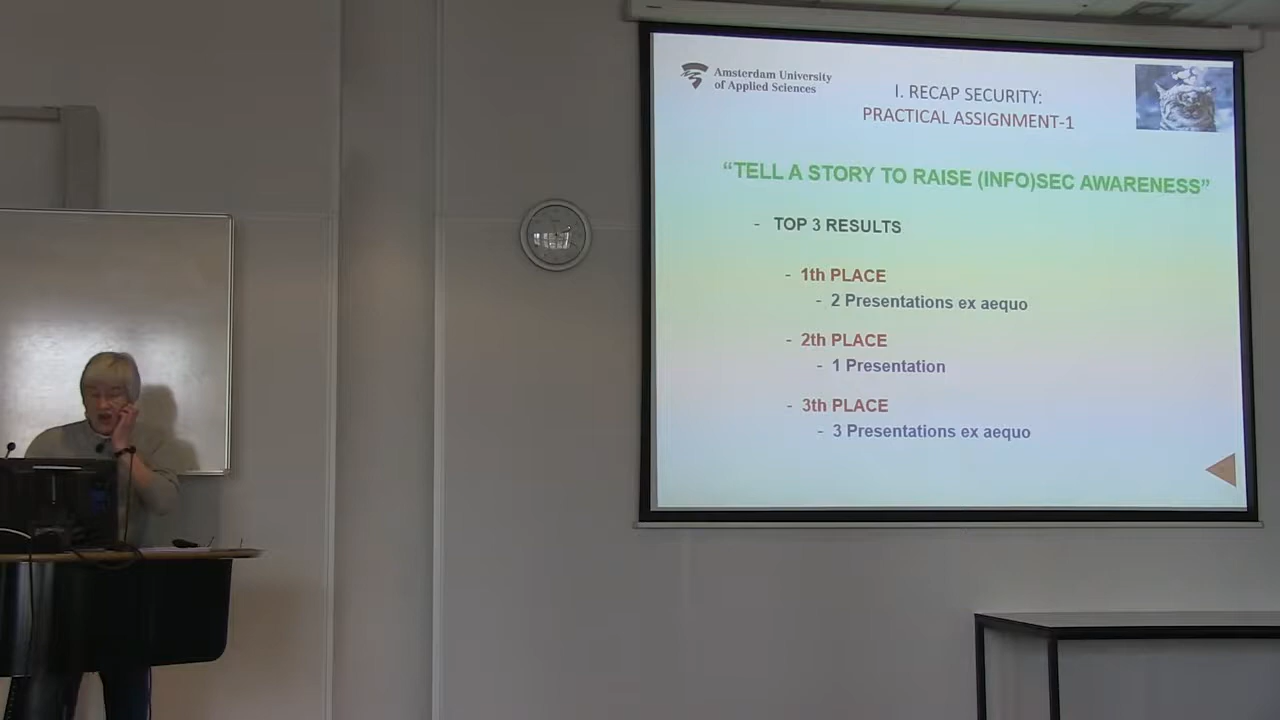 Amsterdam University
of Applied Sciences
I. RECAP SECURITY:
PRACTICAL ASSIGNMENT-1
“TELL A STORY TO RAISE (INFO)SEC AWARENESS”
- TOP 3 RESULTS
- 1th PLACE
- 2 Presentations ex aequo
- 2th PLACE
- 1 Presentation
- 3th PLACE
- 3 Presentations ex aequo